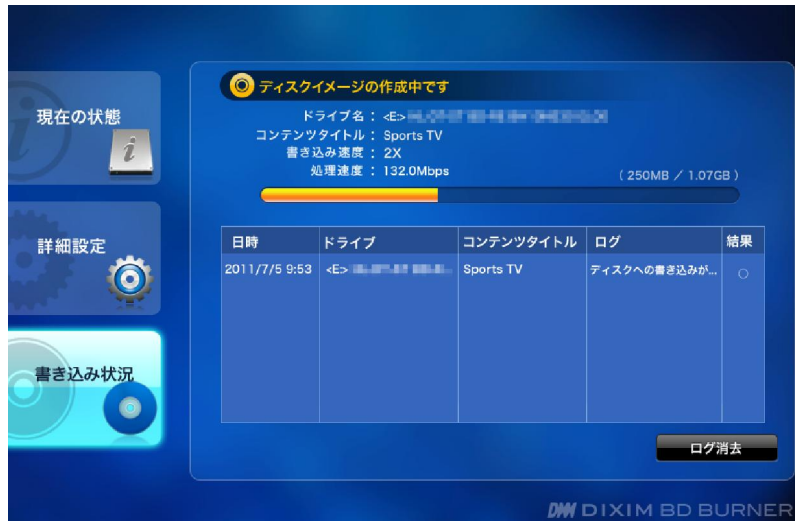 現在の状態
詳細設定
書き込み状況
ディスクイメージの作成中です
ドライブ名 : <E>
コンテンツタイトル : Sports TV
書き込み速度 : 2X
処理速度 : 132.0Mbps
( 250MB / 1.07GB )
日時 ドライブ コンテンツタイトル ログ 結果
2011/7/5 9:53 <E> Sports TV ディスクへの書き込みが... ○
ログ消去
DIXIM BD BURNER